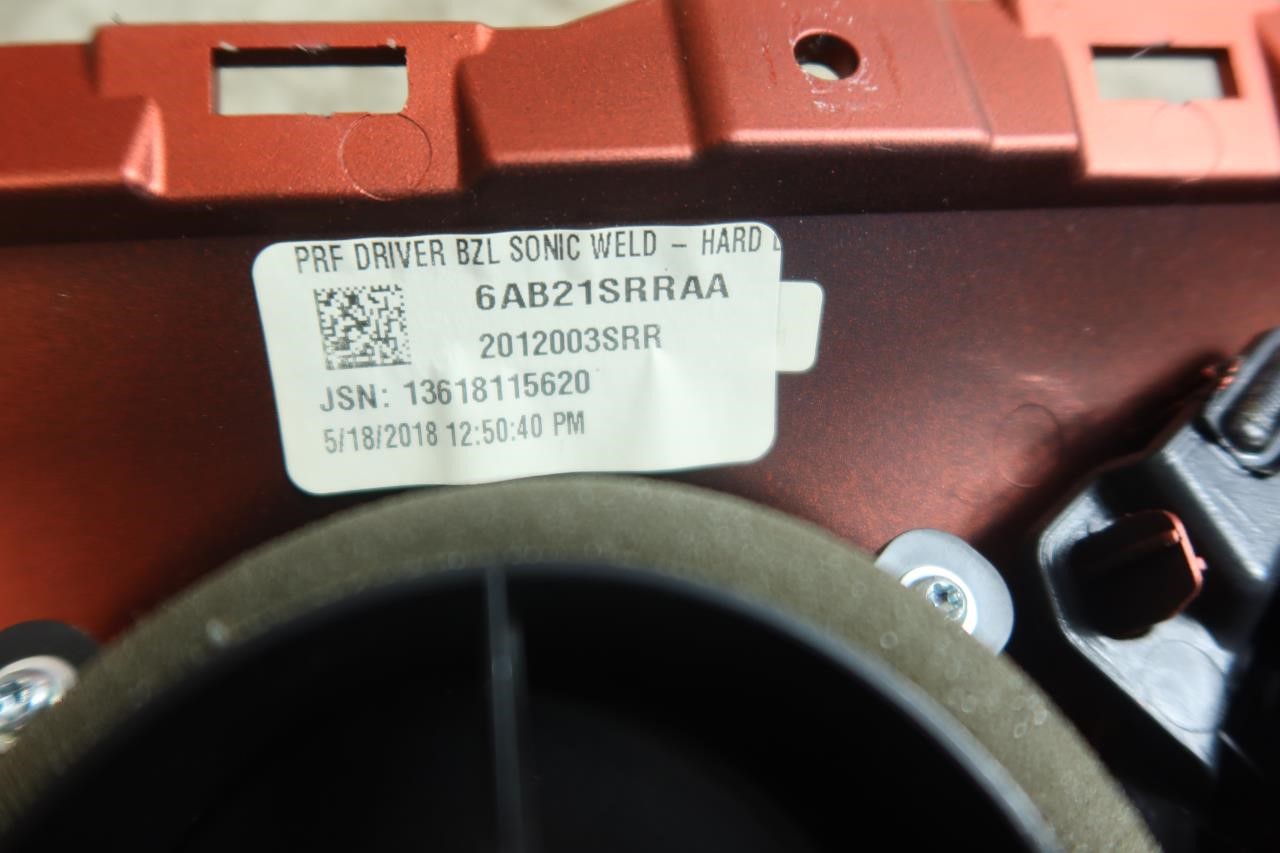 PRF DRIVER BZL SONIC WELD - HARD
6AB21SRRAA
2012003SRR
JSN: 13618115620
5/18/2018 12:50:40 PM